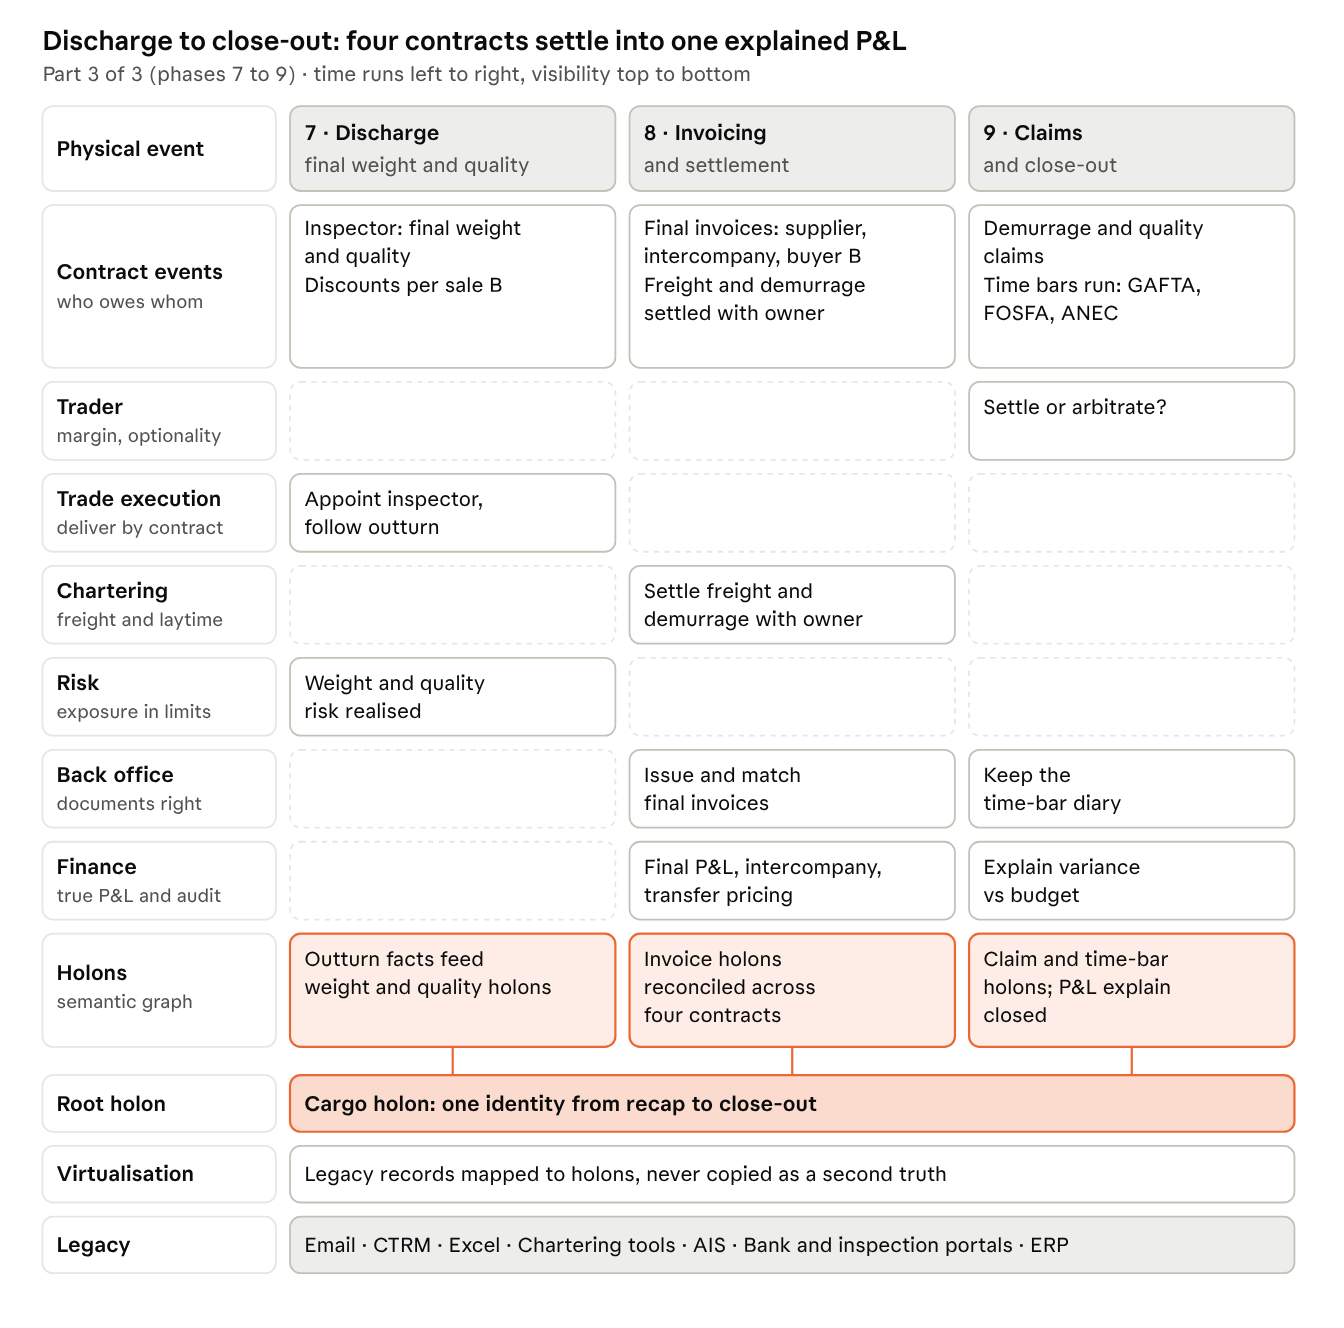 Discharge to close-out: four contracts settle into one explained P&L
Part 3 of 3 (phases 7 to 9) · time runs left to right, visibility top to bottom
Physical event
7 · Discharge
final weight and quality
8 · Invoicing
and settlement
9 · Claims
and close-out
Contract events
who owes whom
Inspector: final weight
and quality
Discounts per sale B
Final invoices: supplier,
intercompany, buyer B
Freight and demurrage
settled with owner
Demurrage and quality
claims
Time bars run: GAFTA,
FOSFA, ANEC
Trader
margin, optionality
Settle or arbitrate?
Trade execution
deliver by contract
Appoint inspector,
follow outturn
Chartering
freight and laytime
Settle freight and
demurrage with owner
Risk
exposure in limits
Weight and quality
risk realised
Back office
documents right
Issue and match
final invoices
Keep the
time-bar diary
Finance
true P&L and audit
Final P&L, intercompany,
transfer pricing
Explain variance
vs budget
Holons
semantic graph
Outturn facts feed
weight and quality holons
Invoice holons
reconciled across
four contracts
Claim and time-bar
holons; P&L explain
closed
Root holon
Cargo holon: one identity from recap to close-out
Virtualisation
Legacy records mapped to holons, never copied as a second truth
Legacy
Email · CTRM · Excel · Chartering tools · AIS · Bank and inspection portals · ERP